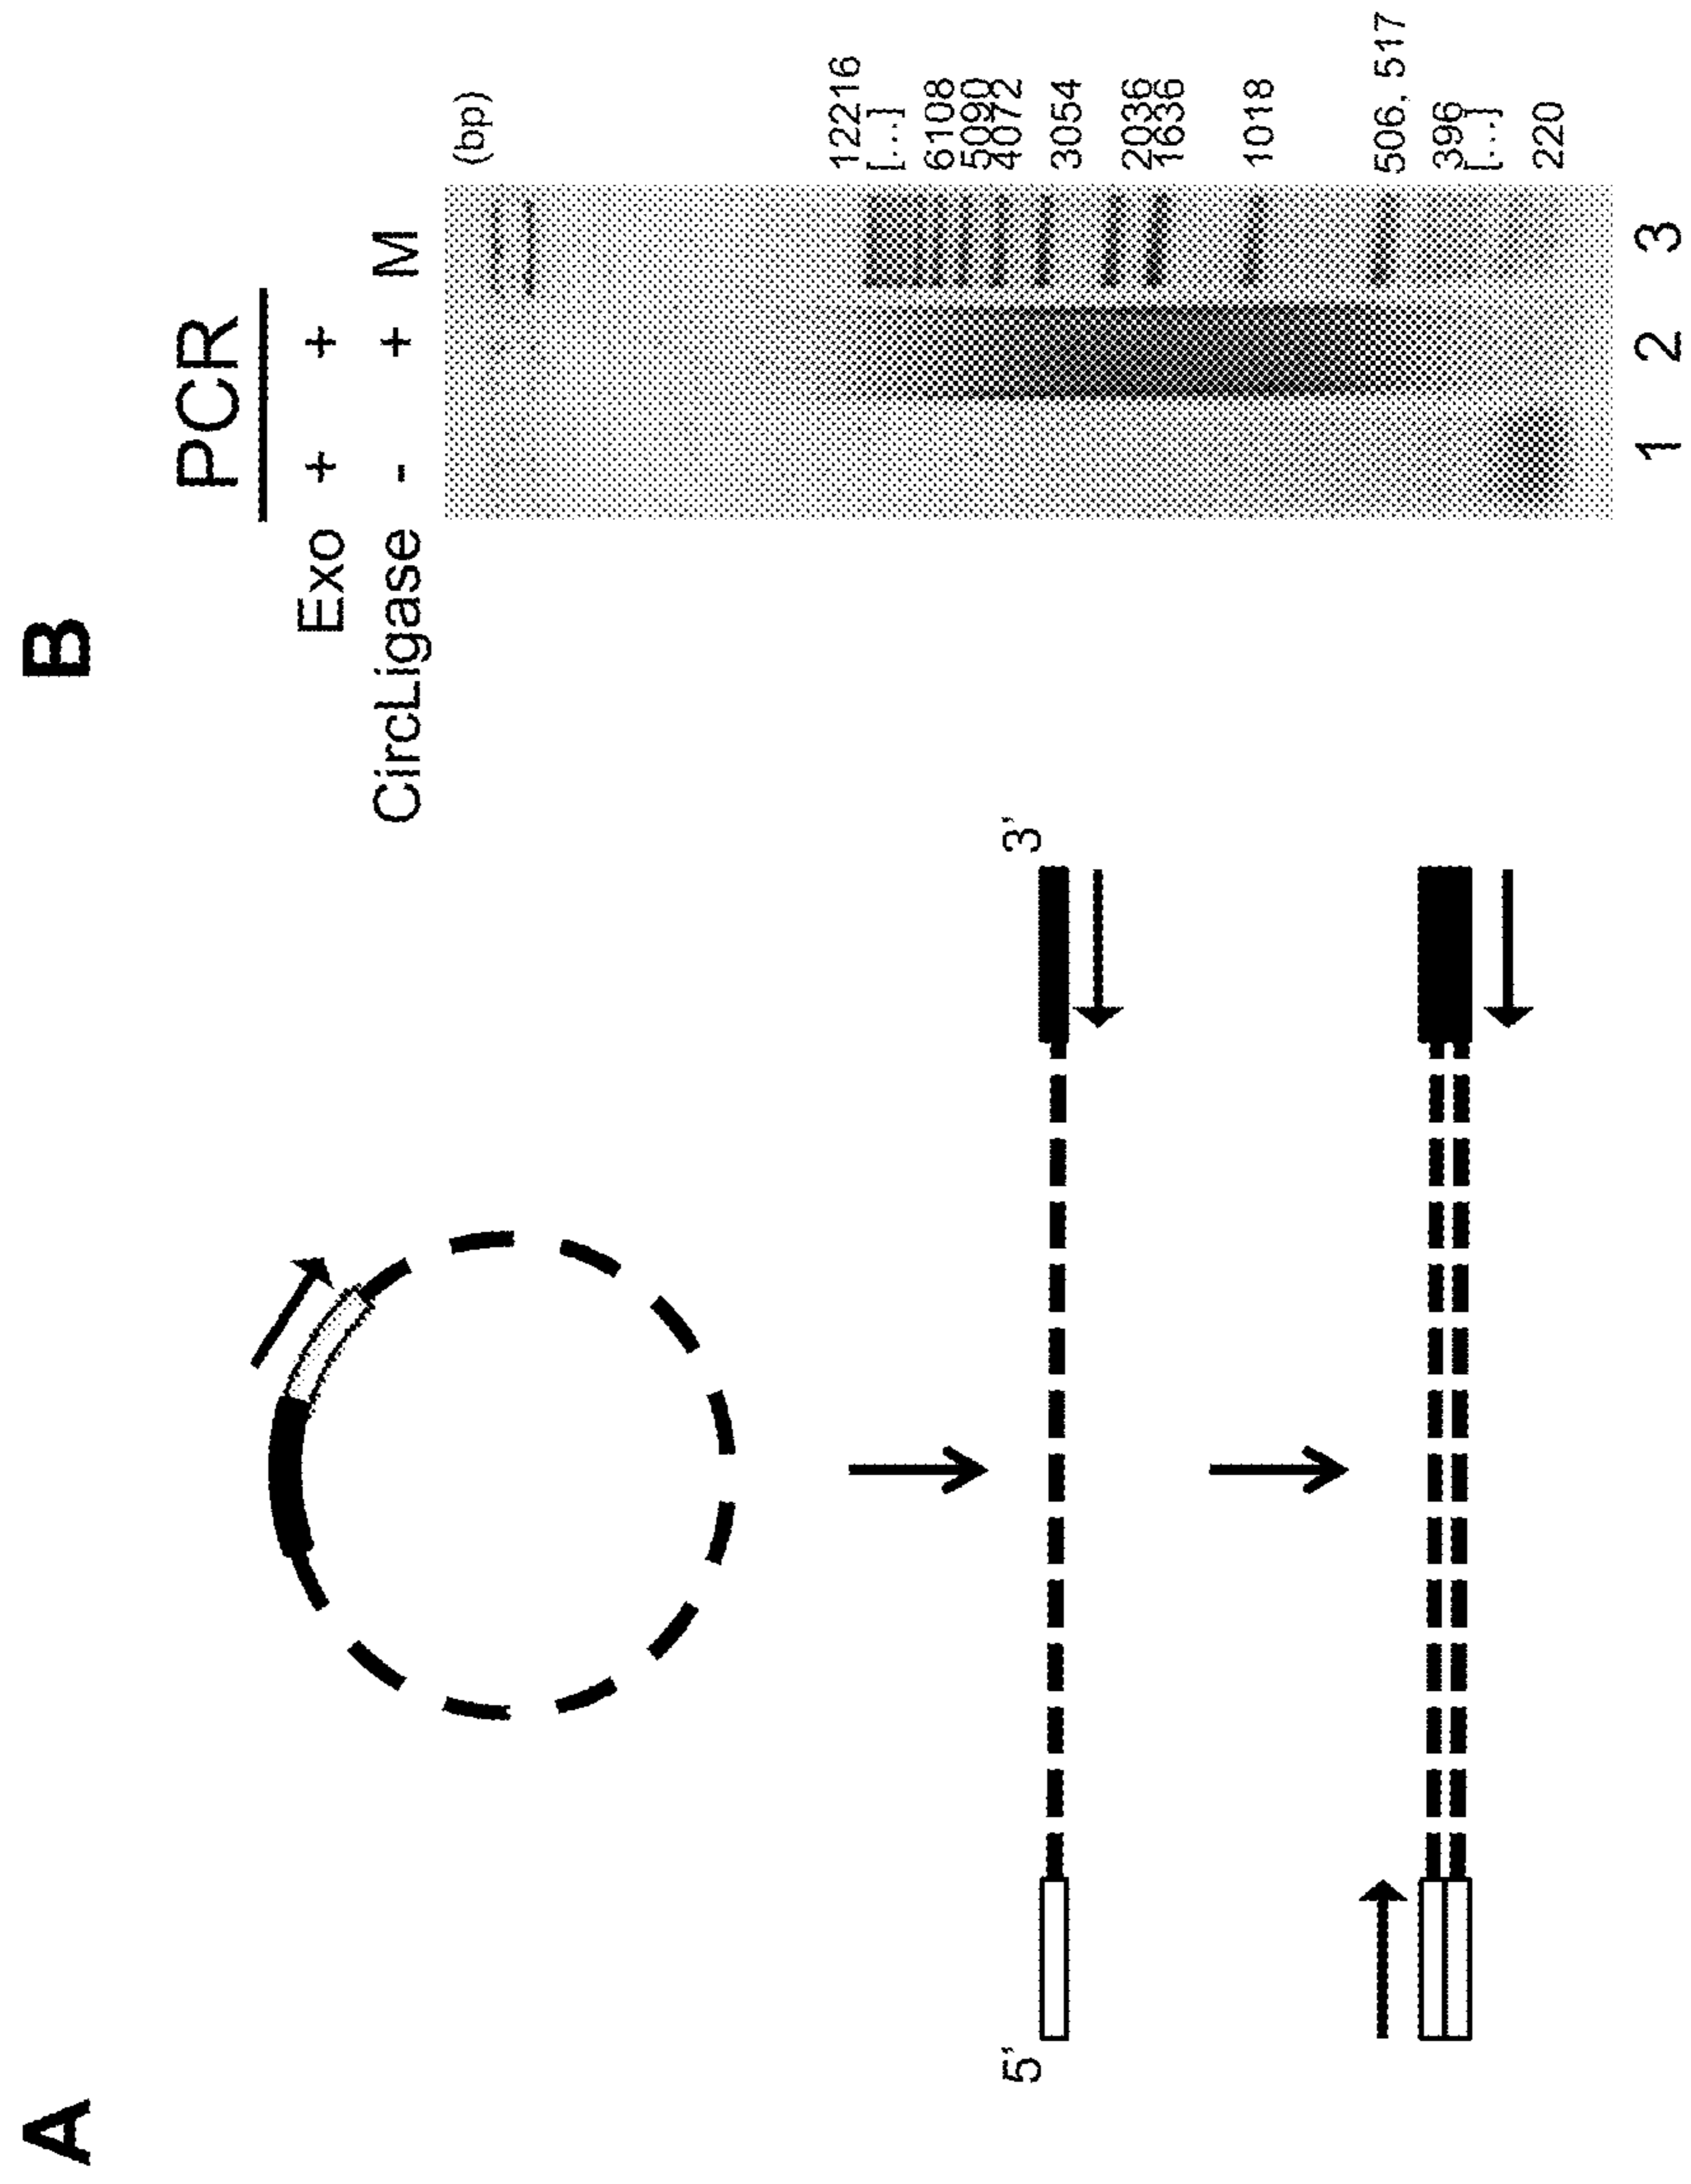 A
5'
3'
B
PCR
Exo + +
CircLigase - + M
(bp)
12216
[...]
6108
5090
4072
3054
2036
1636
1018
506, 517
396
[...]
220
1 2 3